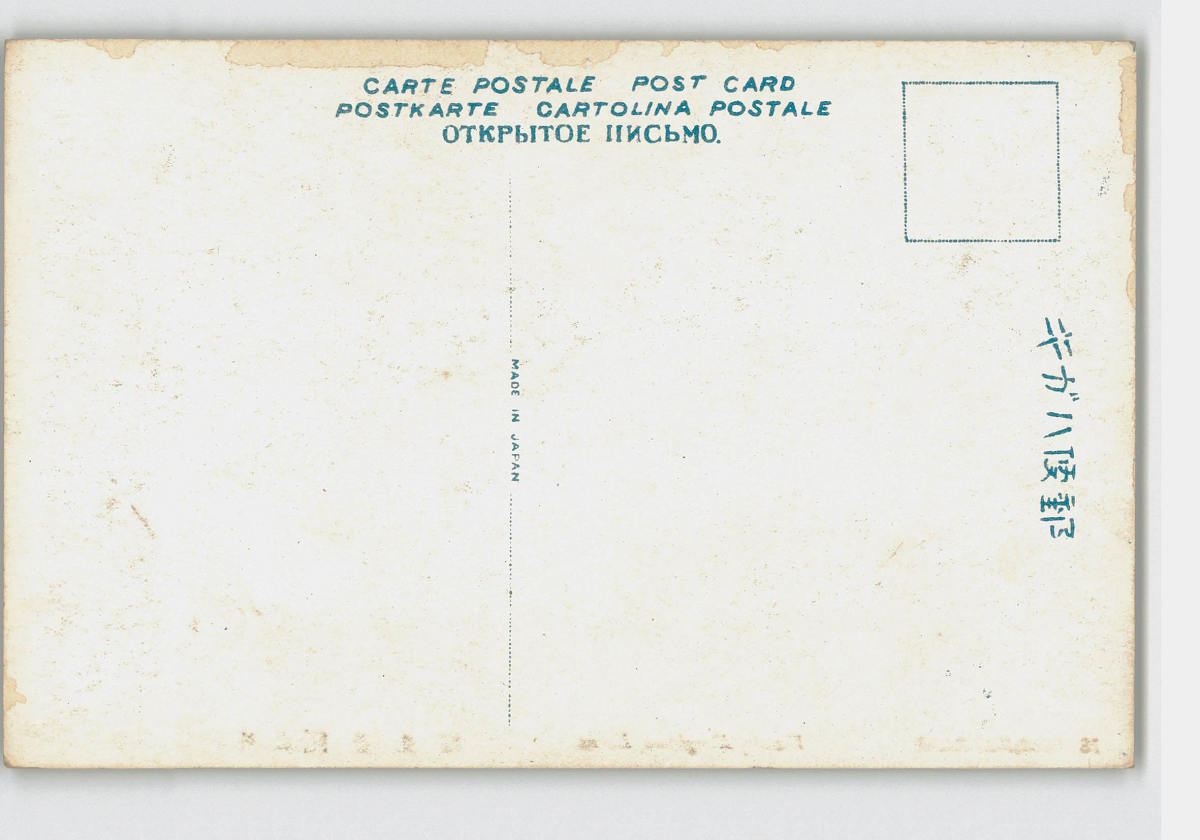 CARTE POSTALE POST CARD
POSTKARTE CARTOLINA POSTALE
ОТКРЫТОЕ ПИСЬМО.
MADE IN JAPAN
郵便ハガキ